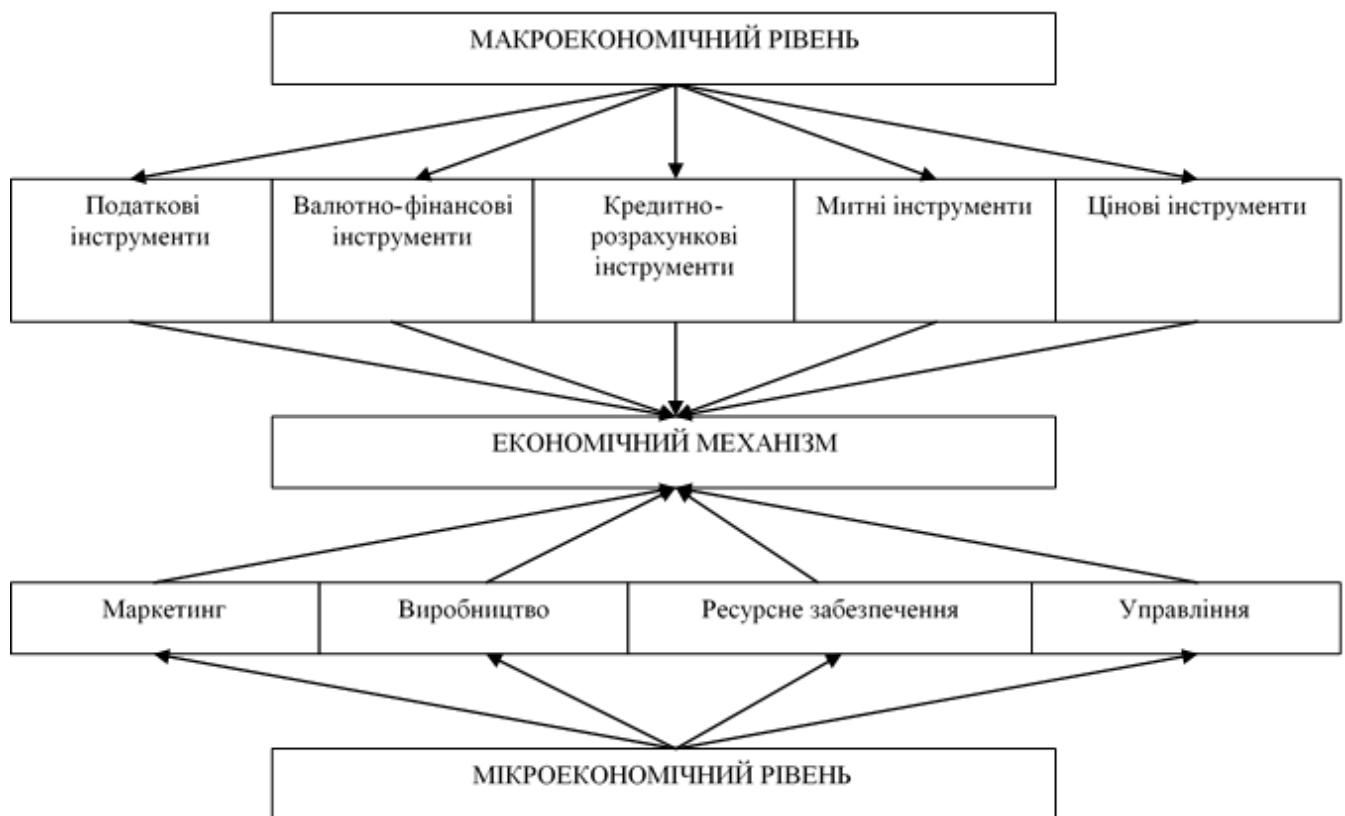 МАКРОЕКОНОМІЧНИЙ РІВЕНЬ
Податкові
інструменти
Валютно-фінансові
інструменти
Кредитно-
розрахункові
інструменти
Митні інструменти
Цінові інструменти
ЕКОНОМІЧНИЙ МЕХАНІЗМ
Маркетинг
Виробництво
Ресурсне забезпечення
Управління
МІКРОЕКОНОМІЧНИЙ РІВЕНЬ